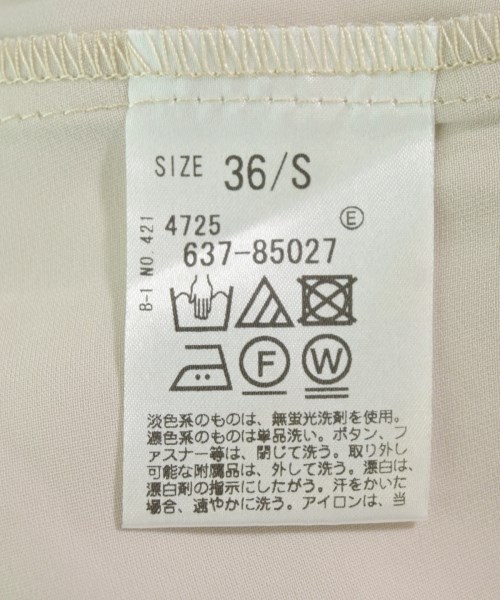 SIZE 36/S
B-1 NO.421
4725 Ⓔ
637-85027
F W
淡色系のものは、無蛍光洗剤を使用。
濃色系のものは単品洗い。ボタン、フ
ァスナー等は、閉じて洗う。取り外し
可能な附属品は、外して洗う。漂白は、
漂白剤の指示にしたがう。汗をかいた
場合、速やかに洗う。アイロンは、当